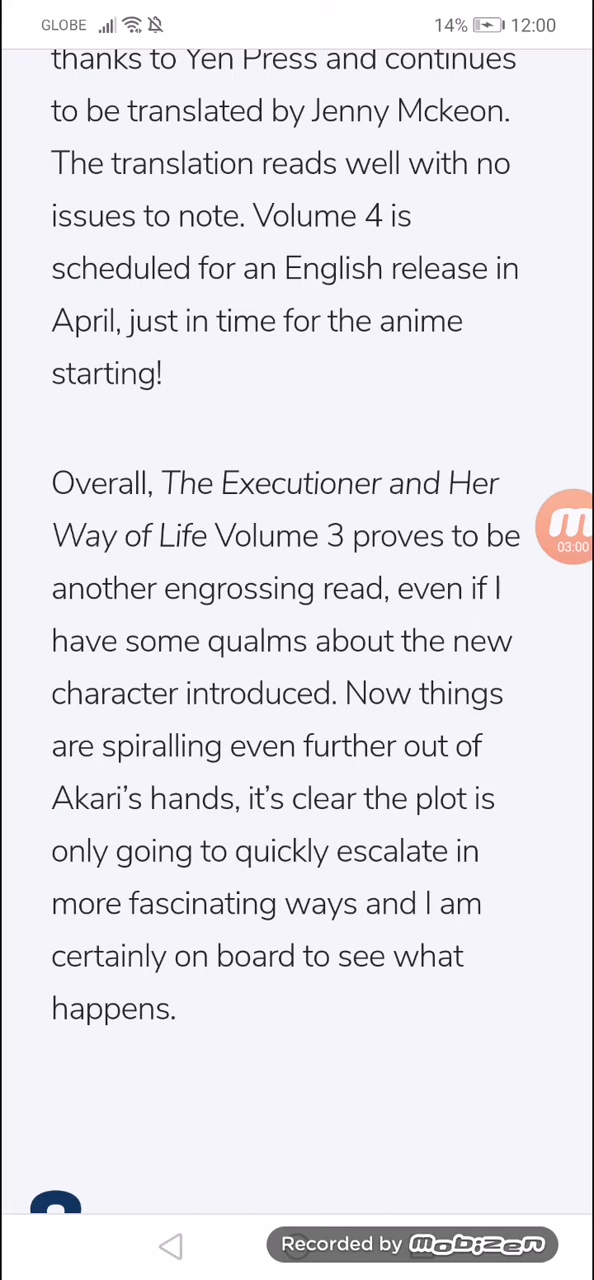 GLOBE 14% 12:00
thanks to Yen Press and continues
to be translated by Jenny Mckeon.
The translation reads well with no
issues to note. Volume 4 is
scheduled for an English release in
April, just in time for the anime
starting!
Overall, The Executioner and Her
Way of Life Volume 3 proves to be
another engrossing read, even if I
have some qualms about the new
character introduced. Now things
are spiralling even further out of
Akari’s hands, it’s clear the plot is
only going to quickly escalate in
more fascinating ways and I am
certainly on board to see what
happens.
m
03:00
Recorded by mobizen